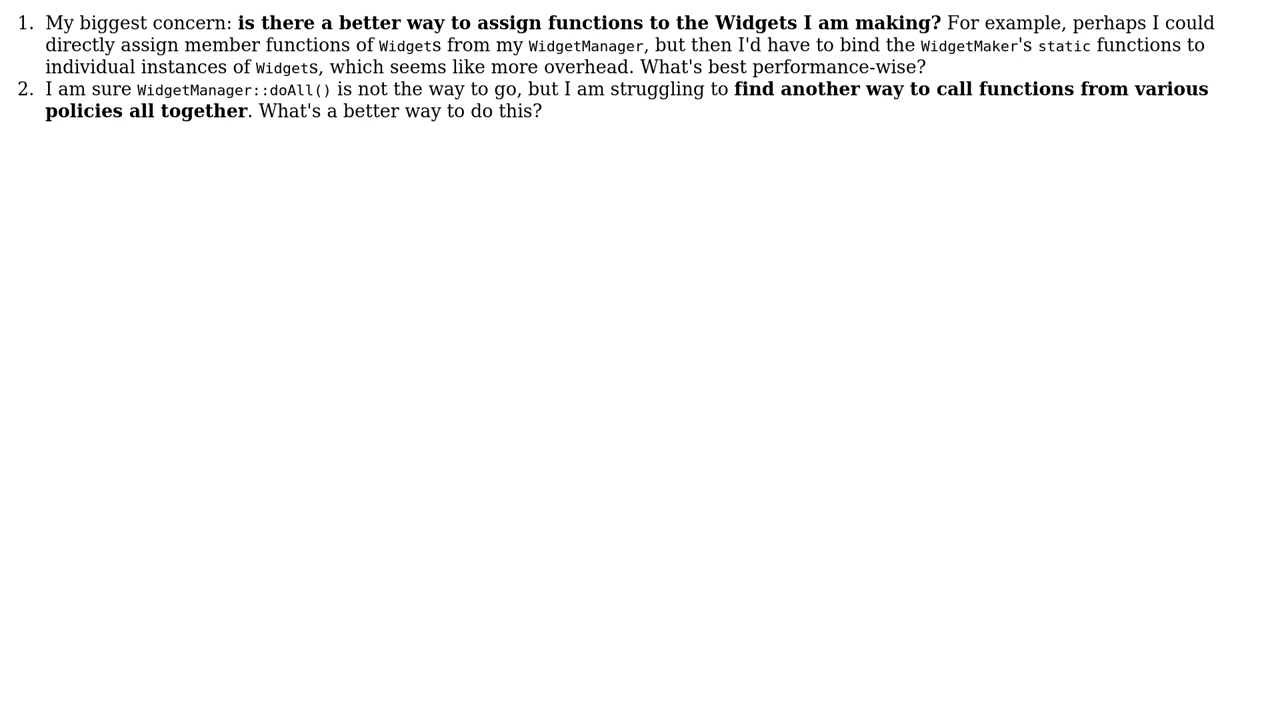 1. My biggest concern: is there a better way to assign functions to the Widgets I am making? For example, perhaps I could
directly assign member functions of Widgets from my WidgetManager, but then I'd have to bind the WidgetMaker's static functions to
individual instances of Widgets, which seems like more overhead. What's best performance-wise?
2. I am sure WidgetManager::doAll() is not the way to go, but I am struggling to find another way to call functions from various
policies all together. What's a better way to do this?